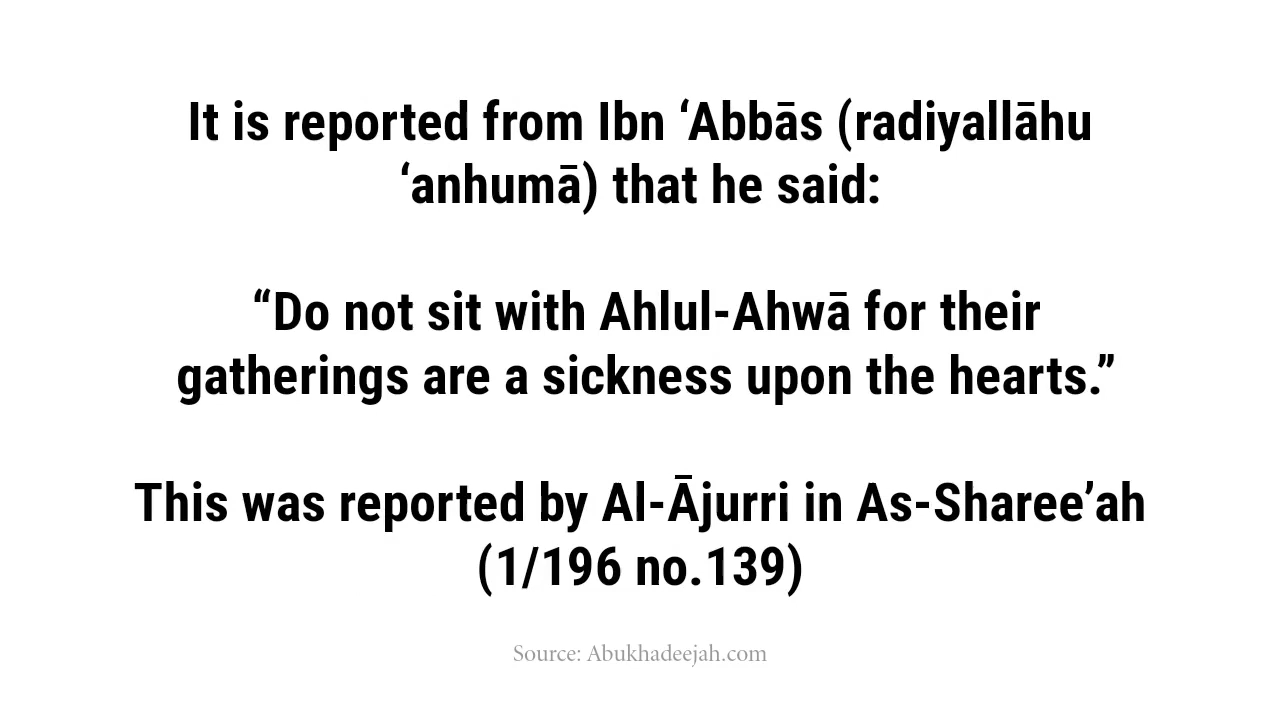 It is reported from Ibn ‘Abbās (radiyallāhu
‘anhumā) that he said:
“Do not sit with Ahlul-Ahwā for their
gatherings are a sickness upon the hearts.”
This was reported by Al-Ājurri in As-Sharee’ah
(1/196 no.139)
Source: Abukhadeejah.com